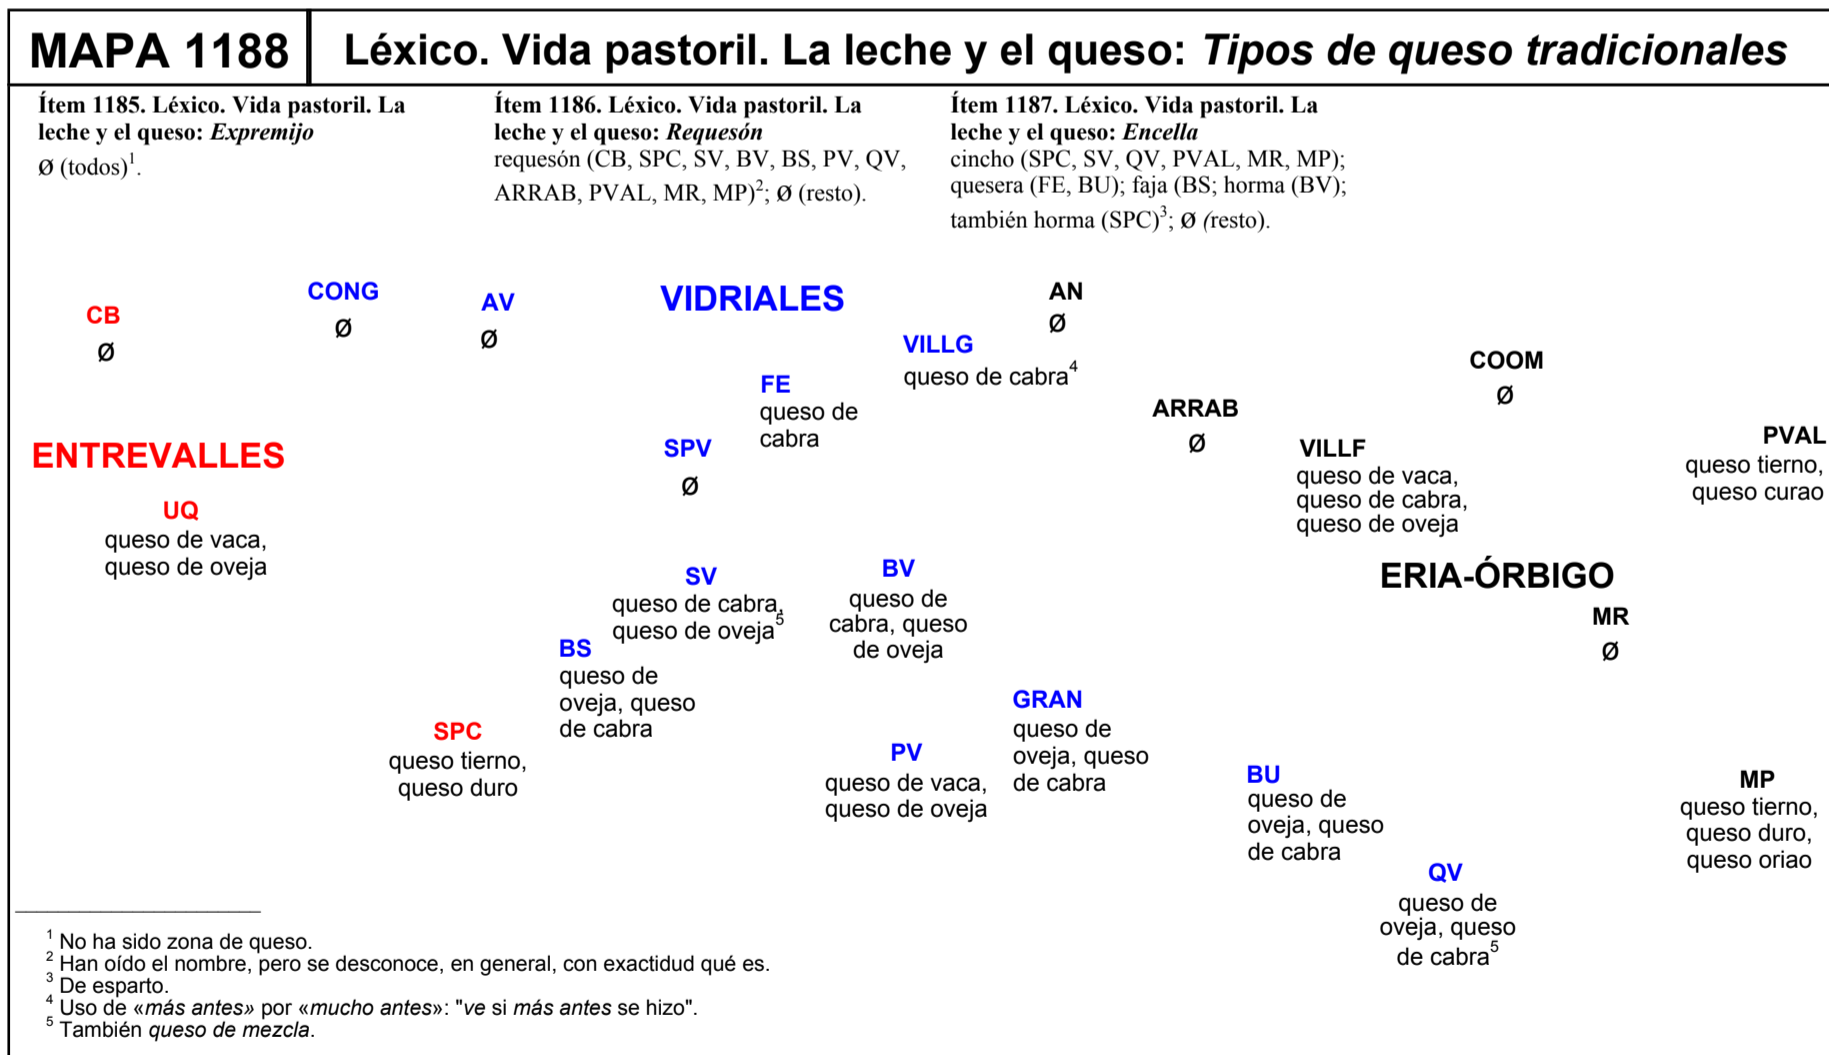 MAPA 1188
Léxico. Vida pastoril. La leche y el queso: Tipos de queso tradicionales
Ítem 1185. Léxico. Vida pastoril. La
leche y el queso: Expremijo
Ø (todos)1.
Ítem 1186. Léxico. Vida pastoril. La
leche y el queso: Requesón
requesón (CB, SPC, SV, BV, BS, PV, QV,
ARRAB, PVAL, MR, MP)2; Ø (resto).
Ítem 1187. Léxico. Vida pastoril. La
leche y el queso: Encella
cincho (SPC, SV, QV, PVAL, MR, MP);
quesera (FE, BU); faja (BS; horma (BV);
también horma (SPC)3; Ø (resto).
CB
Ø
CONG
Ø
AV
Ø
VIDRIALES
AN
Ø
VILLG
queso de cabra4
FE
queso de
cabra
COOM
Ø
ARRAB
Ø
ENTREVALLES
SPV
Ø
VILLF
queso de vaca,
queso de cabra,
queso de oveja
PVAL
queso tierno,
queso curao
UQ
queso de vaca,
queso de oveja
SV
queso de cabra,
queso de oveja5
BV
queso de
cabra, queso
de oveja
ERIA-ÓRBIGO
MR
Ø
BS
queso de
oveja, queso
de cabra
SPC
queso tierno,
queso duro
GRAN
queso de
oveja, queso
de cabra
PV
queso de vaca,
queso de oveja
BU
queso de
oveja, queso
de cabra
MP
queso tierno,
queso duro,
queso oriao
QV
queso de
oveja, queso
de cabra5
1 No ha sido zona de queso.
2 Han oído el nombre, pero se desconoce, en general, con exactidud qué es.
3 De esparto.
4 Uso de «más antes» por «mucho antes»: "ve si más antes se hizo".
5 También queso de mezcla.